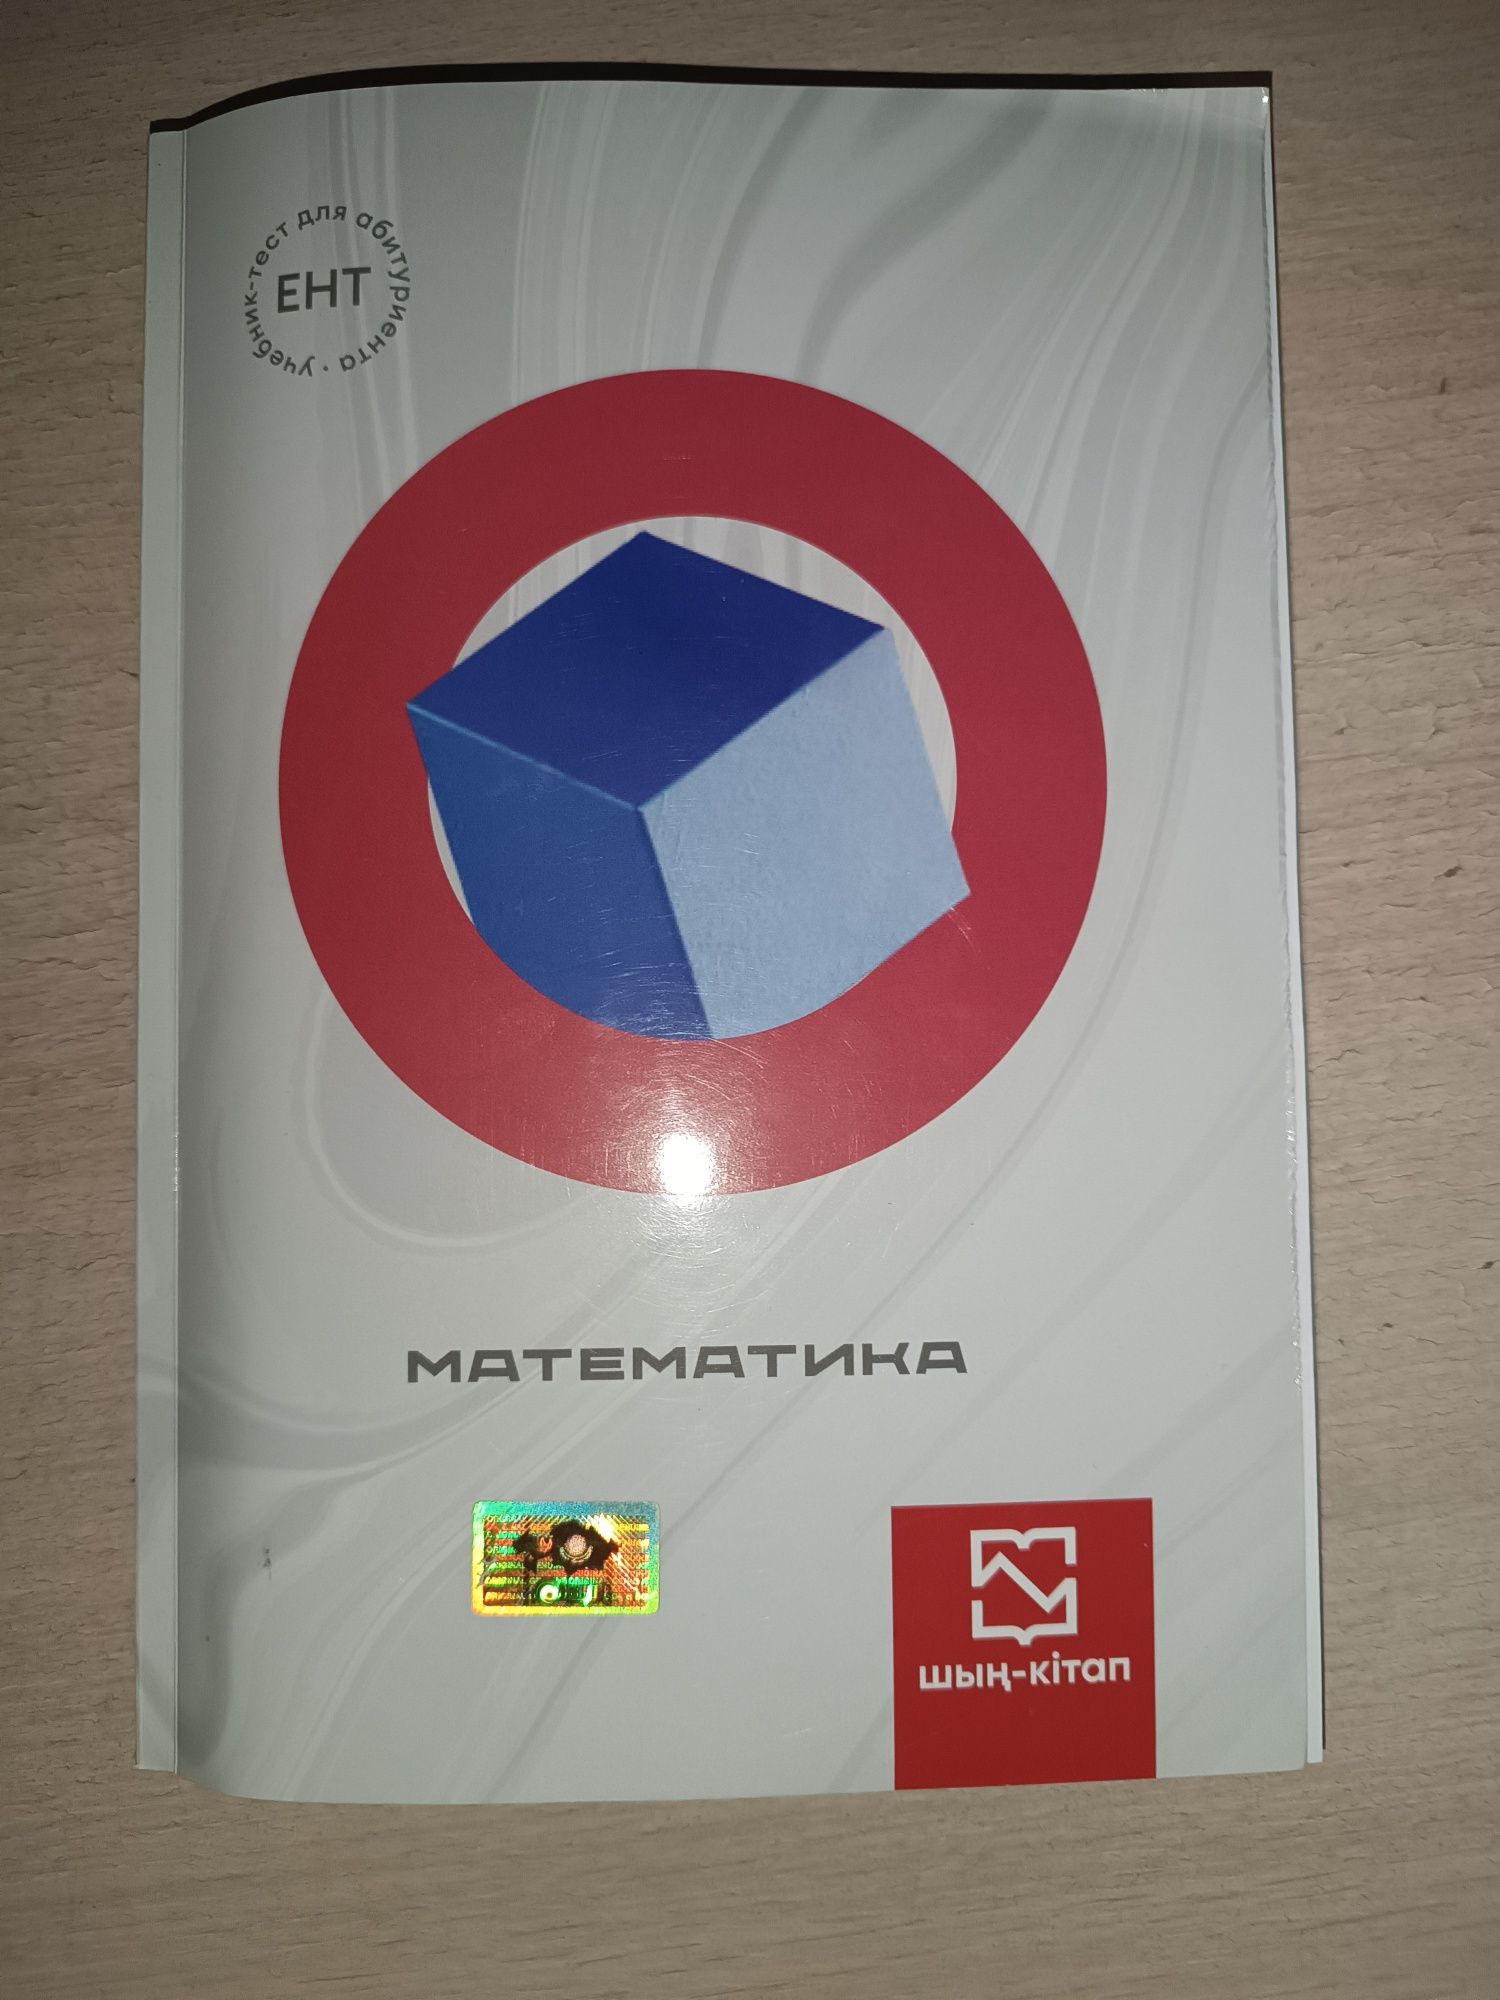 учебник-тест для абитуриента ·
ЕНТ
МАТЕМАТИКА
шың-кітап